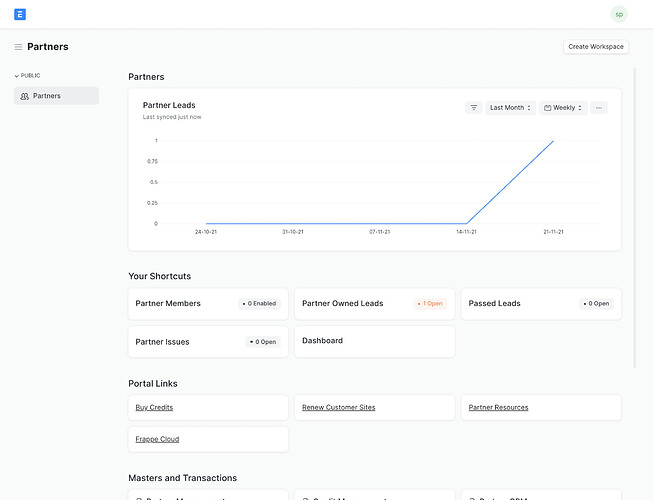 E
sp
Partners
Create Workspace
PUBLIC
Partners
Partners
Partner Leads
Last synced just now
Last Month
Weekly
1
0.75
0.5
0.25
0
24-10-21
31-10-21
07-11-21
14-11-21
21-11-21
Your Shortcuts
Partner Members
0 Enabled
Partner Owned Leads
1 Open
Passed Leads
0 Open
Partner Issues
0 Open
Dashboard
Portal Links
Buy Credits
Renew Customer Sites
Partner Resources
Frappe Cloud
Masters and Transactions